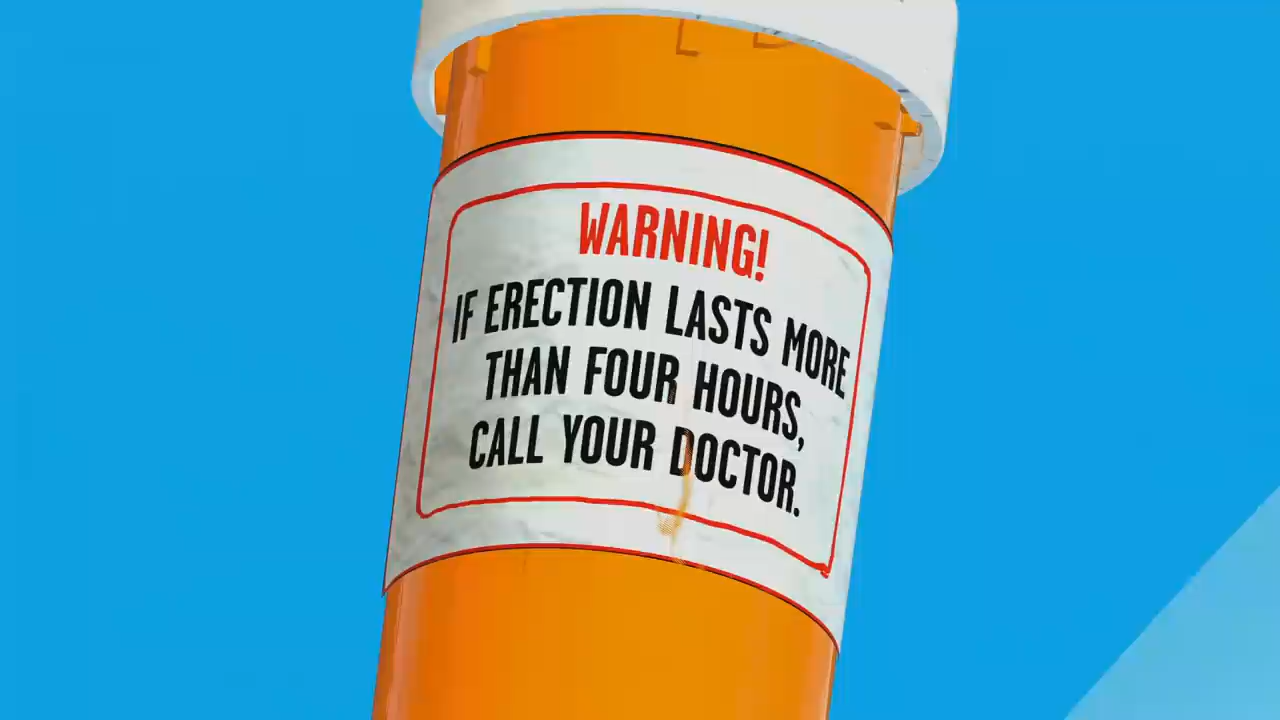 WARNING!
IF ERECTION LASTS MORE
THAN FOUR HOURS,
CALL YOUR DOCTOR.